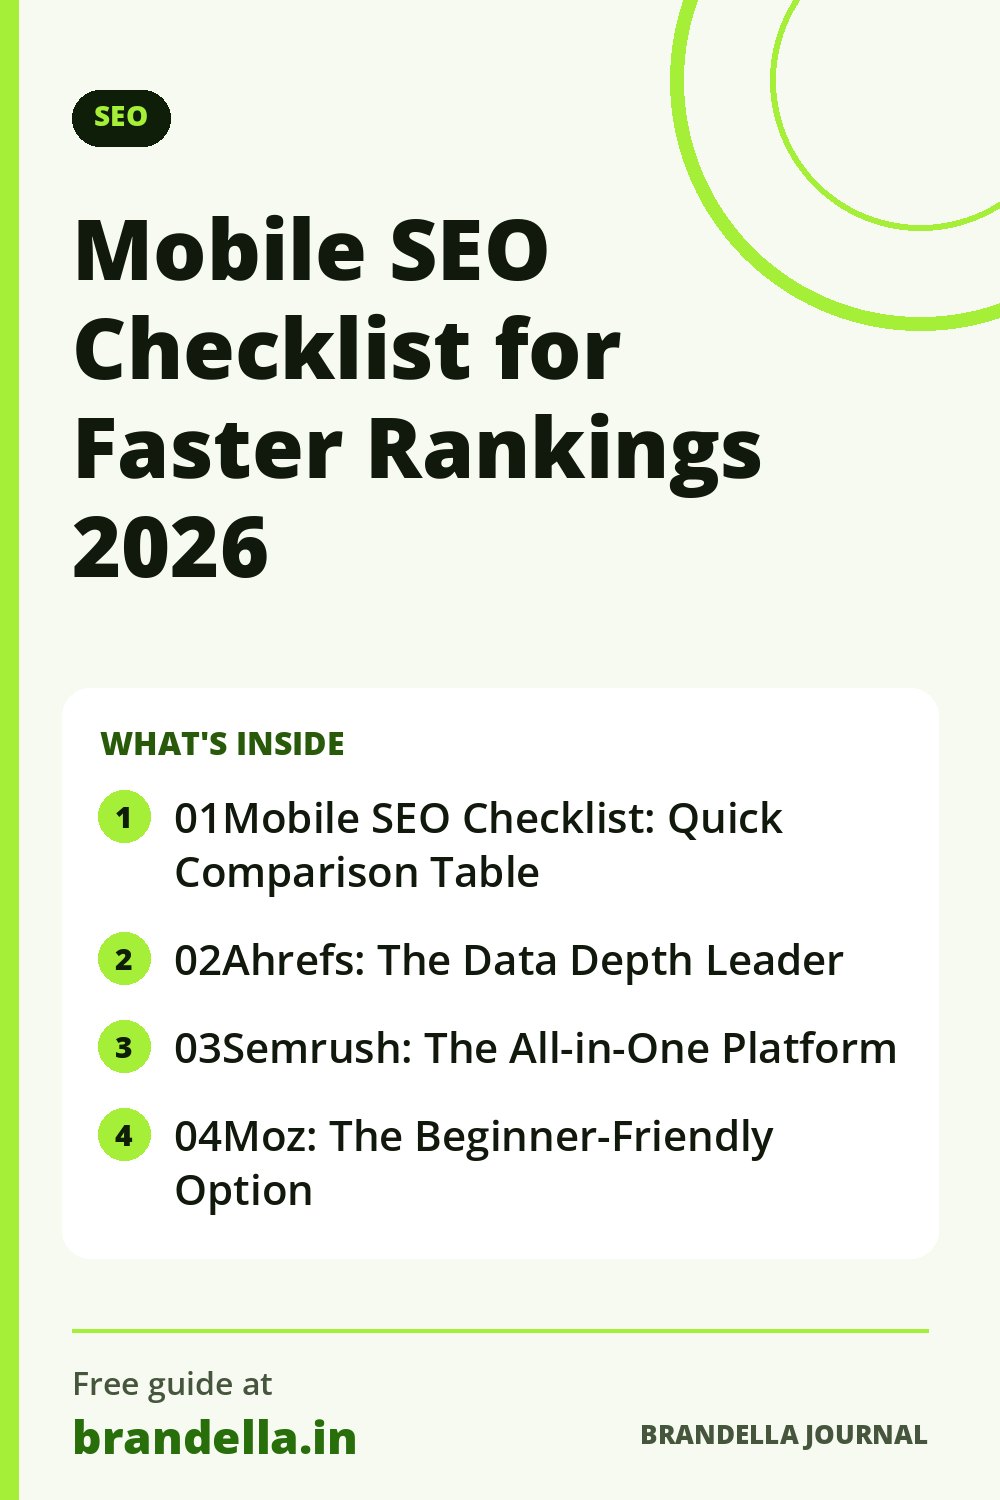 SEO
Mobile SEO
Checklist for
Faster Rankings
2026
WHAT'S INSIDE
1 01Mobile SEO Checklist: Quick
Comparison Table
2 02Ahrefs: The Data Depth Leader
3 03Semrush: The All-in-One Platform
4 04Moz: The Beginner-Friendly
Option
Free guide at
brandella.in
BRANDELLA JOURNAL